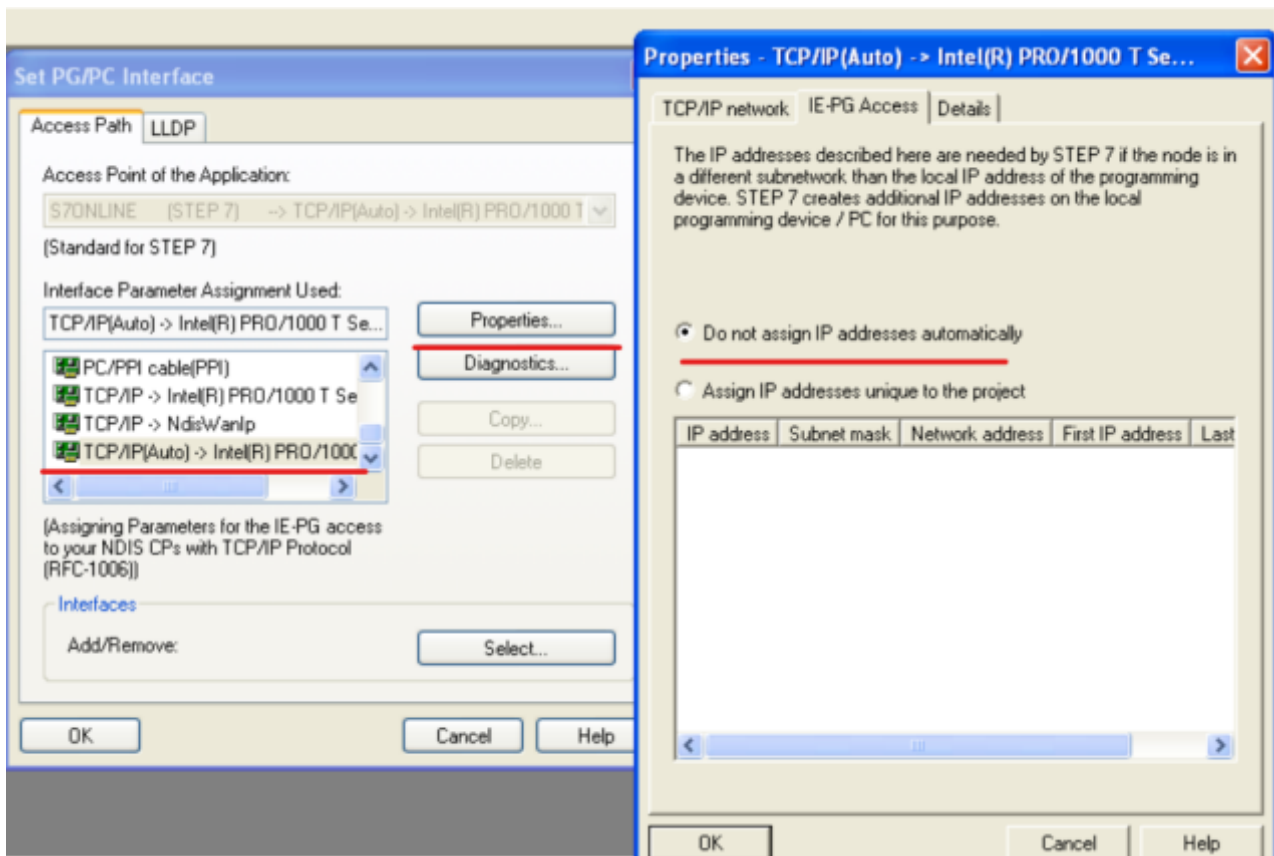 Set PG/PC Interface
Access Path
LLDP
Access Point of the Application:
S7ONLINE (STEP 7) --> TCP/IP(Auto) -> Intel(R) PRO/1000 T
(Standard for STEP 7)
Interface Parameter Assignment Used:
TCP/IP(Auto) -> Intel(R) PRO/1000 T Se...
Properties...
PC/PPI cable(PPI)
Diagnostics...
TCP/IP -> Intel(R) PRO/1000 T Se
TCP/IP -> NdisWanIp
Copy...
TCP/IP(Auto) -> Intel(R) PRO/1000
Delete
(Assigning Parameters for the IE-PG access
to your NDIS CPs with TCP/IP Protocol
(RFC-1006))
Interfaces
Add/Remove:
Select...
OK
Cancel
Help
Properties - TCP/IP(Auto) -> Intel(R) PRO/1000 T Se...
TCP/IP network
IE-PG Access
Details
The IP addresses described here are needed by STEP 7 if the node is in
a different subnetwork than the local IP address of the programming
device. STEP 7 creates additional IP addresses on the local
programming device / PC for this purpose.
Do not assign IP addresses automatically
Assign IP addresses unique to the project
IP address
Subnet mask
Network address
First IP address
Last
OK
Cancel
Help